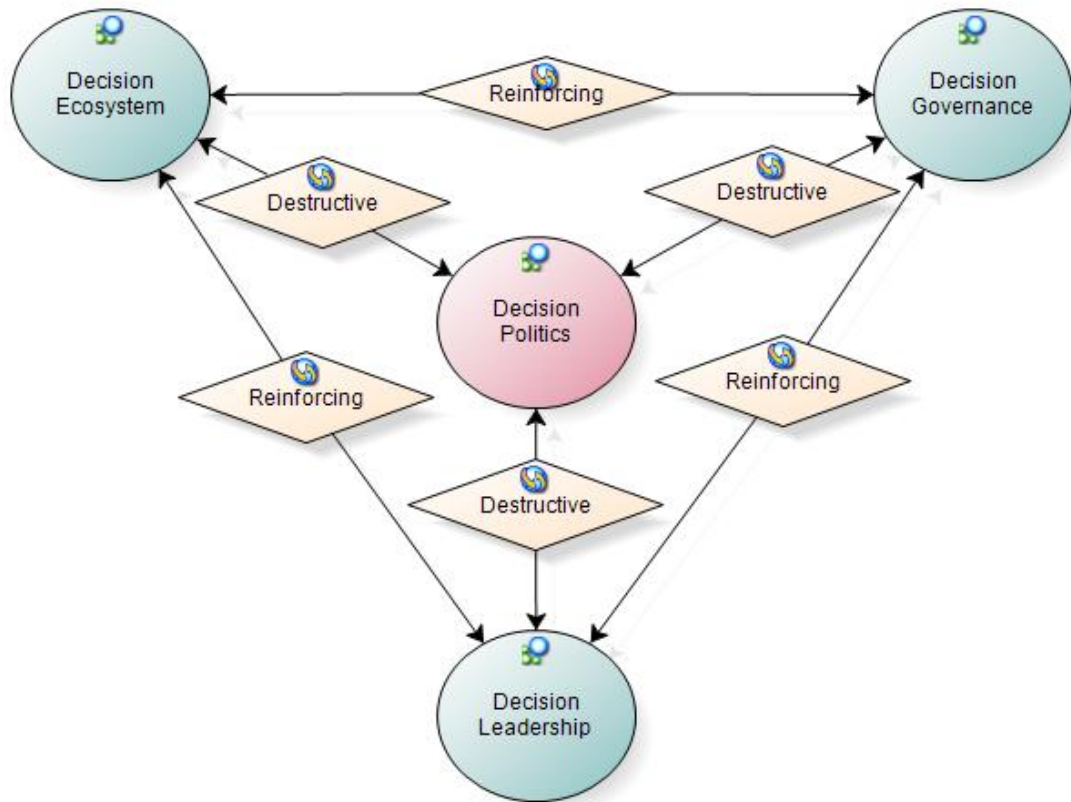 Decision
Ecosystem
Reinforcing
Decision
Governance
Destructive
Destructive
Decision
Politics
Reinforcing
Reinforcing
Destructive
Decision
Leadership